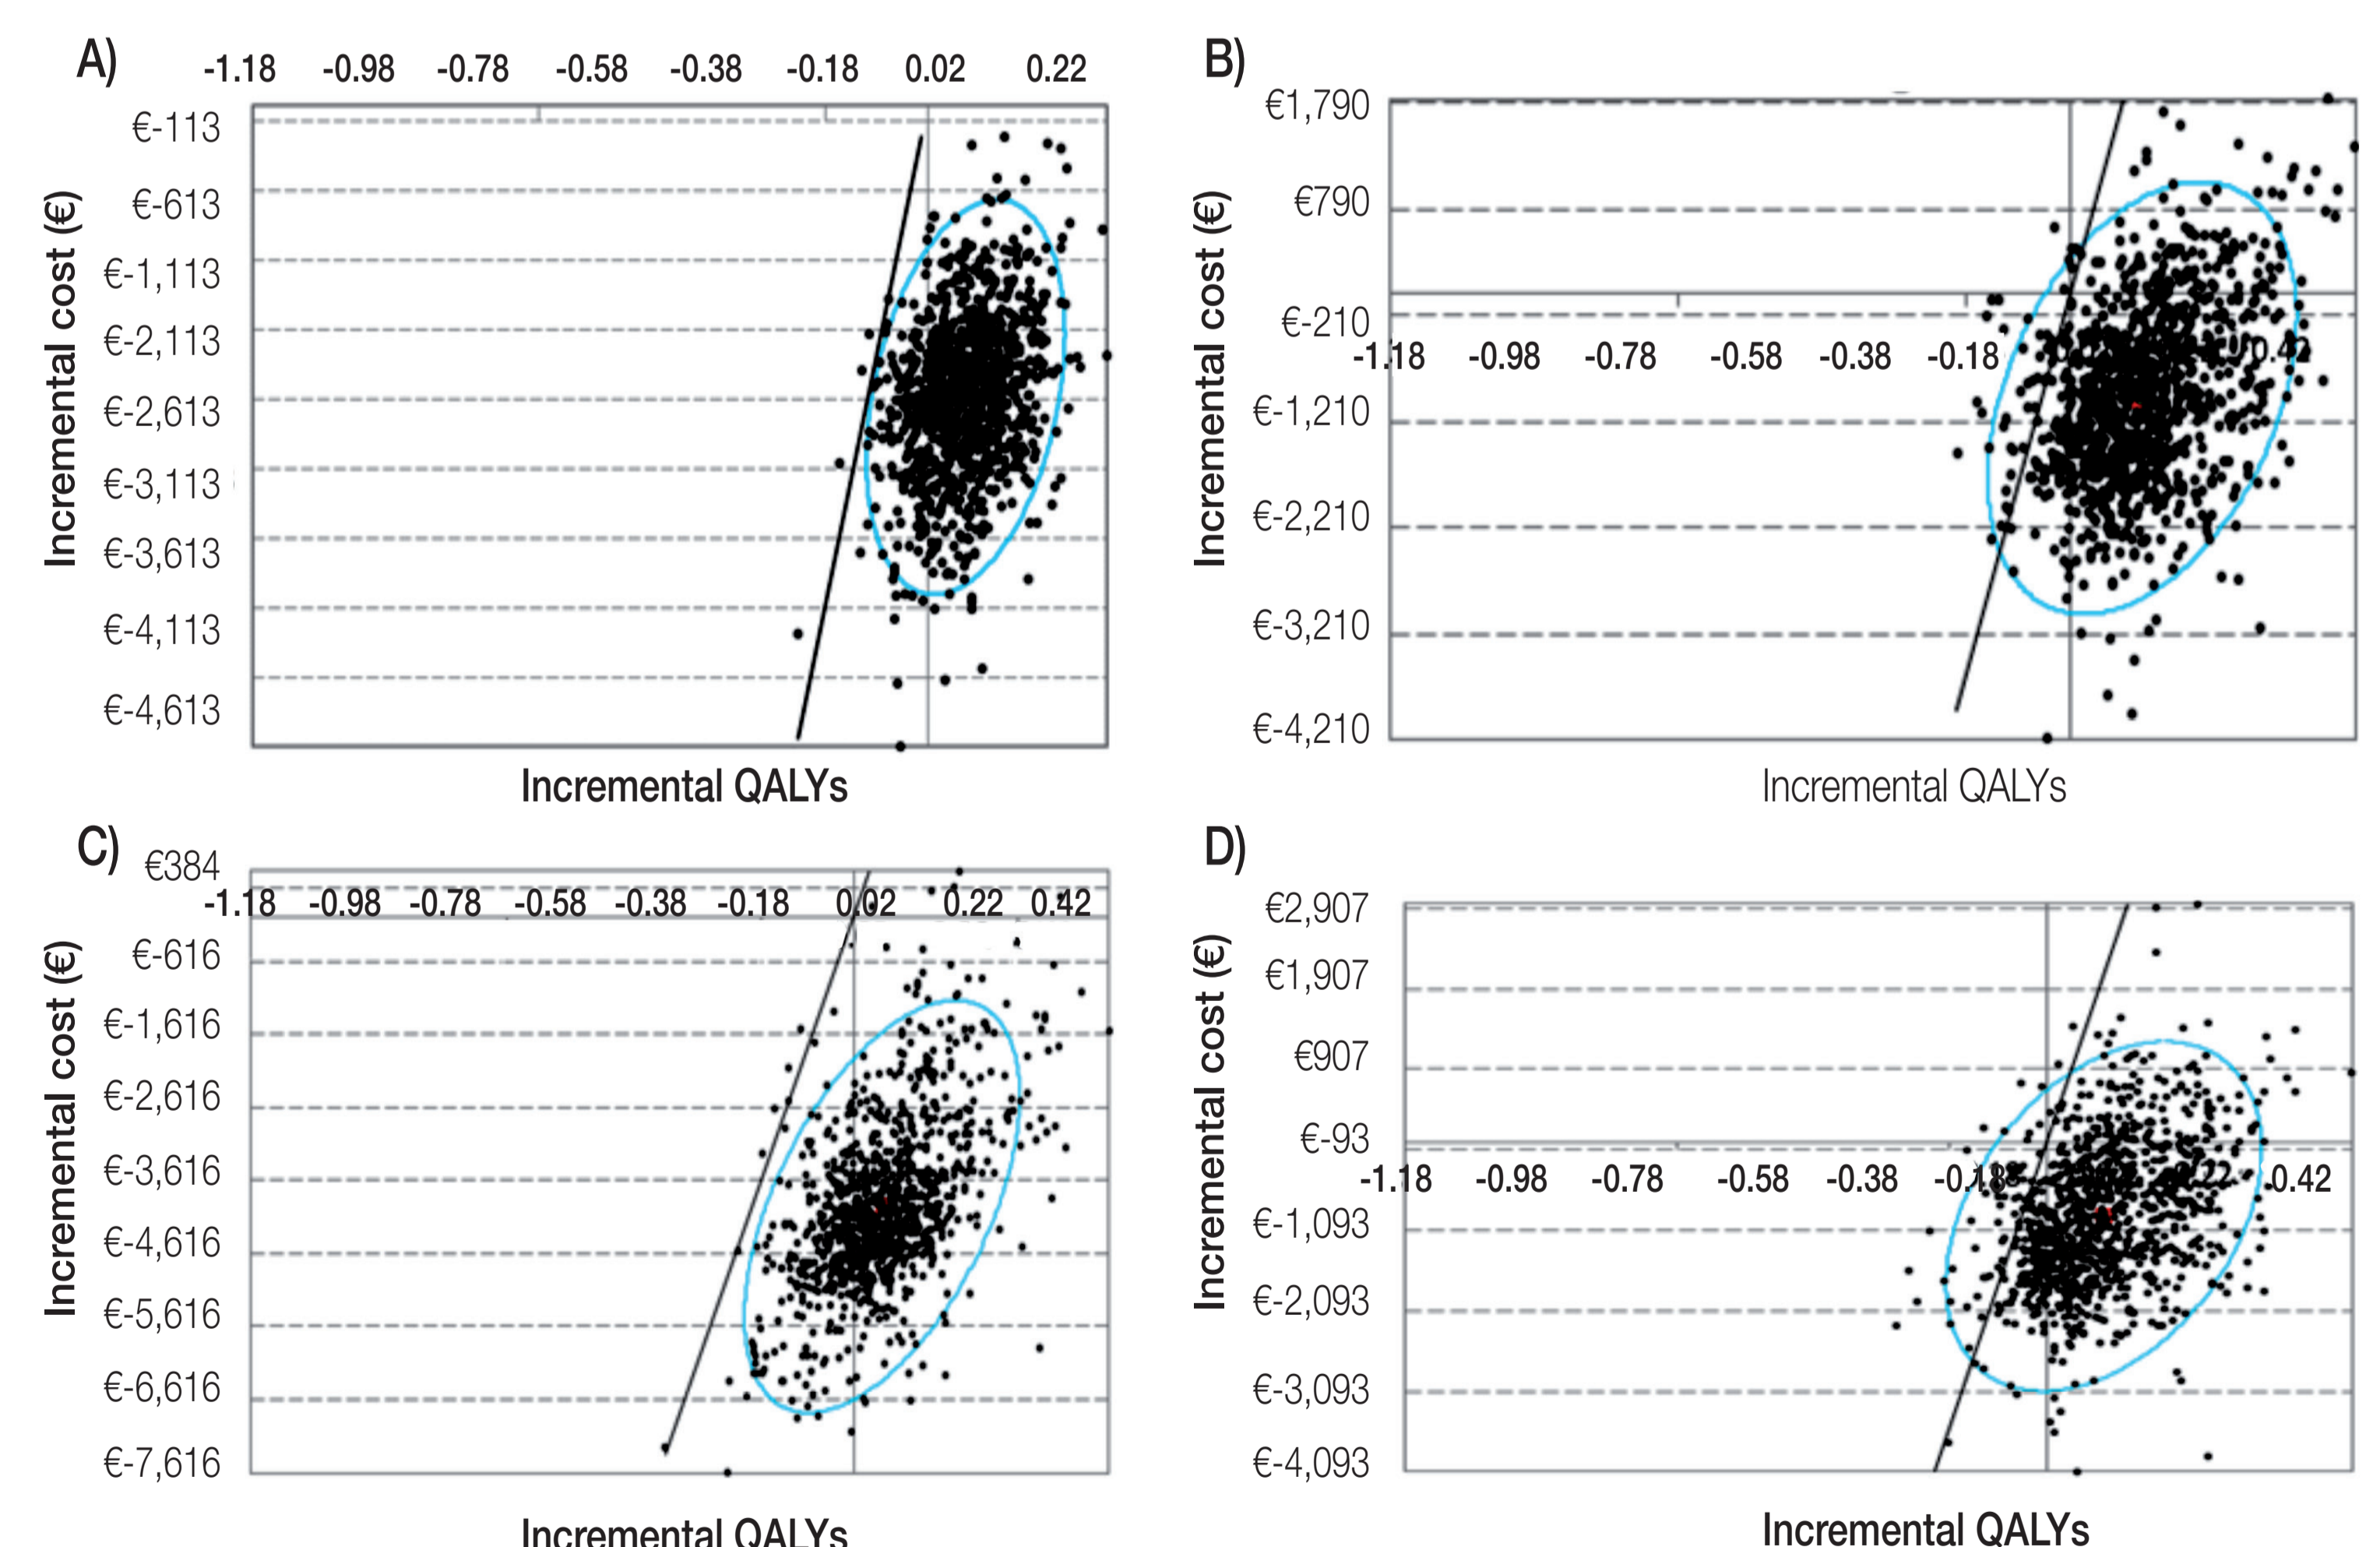 A)
-1.18 -0.98 -0.78 -0.58 -0.38 -0.18 0.02 0.22
€-113
€-613
€-1,113
€-2,113
€-2,613
€-3,113
€-3,613
€-4,113
€-4,613
Incremental cost (€)
Incremental QALYs
B)
€1,790
€790
€-210
-1.18 -0.98 -0.78 -0.58 -0.38 -0.18 0.42
€-1,210
€-2,210
€-3,210
€-4,210
Incremental cost (€)
Incremental QALYs
C)
€384
-1.18 -0.98 -0.78 -0.58 -0.38 -0.18 0.02 0.22 0.42
€-616
€-1,616
€-2,616
€-3,616
€-4,616
€-5,616
€-6,616
€-7,616
Incremental cost (€)
Incremental QALYs
D)
€2,907
€1,907
€907
€-93
-1.18 -0.98 -0.78 -0.58 -0.38 -0.18 0.42
€-1,093
€-2,093
€-3,093
€-4,093
Incremental cost (€)
Incremental QALYs